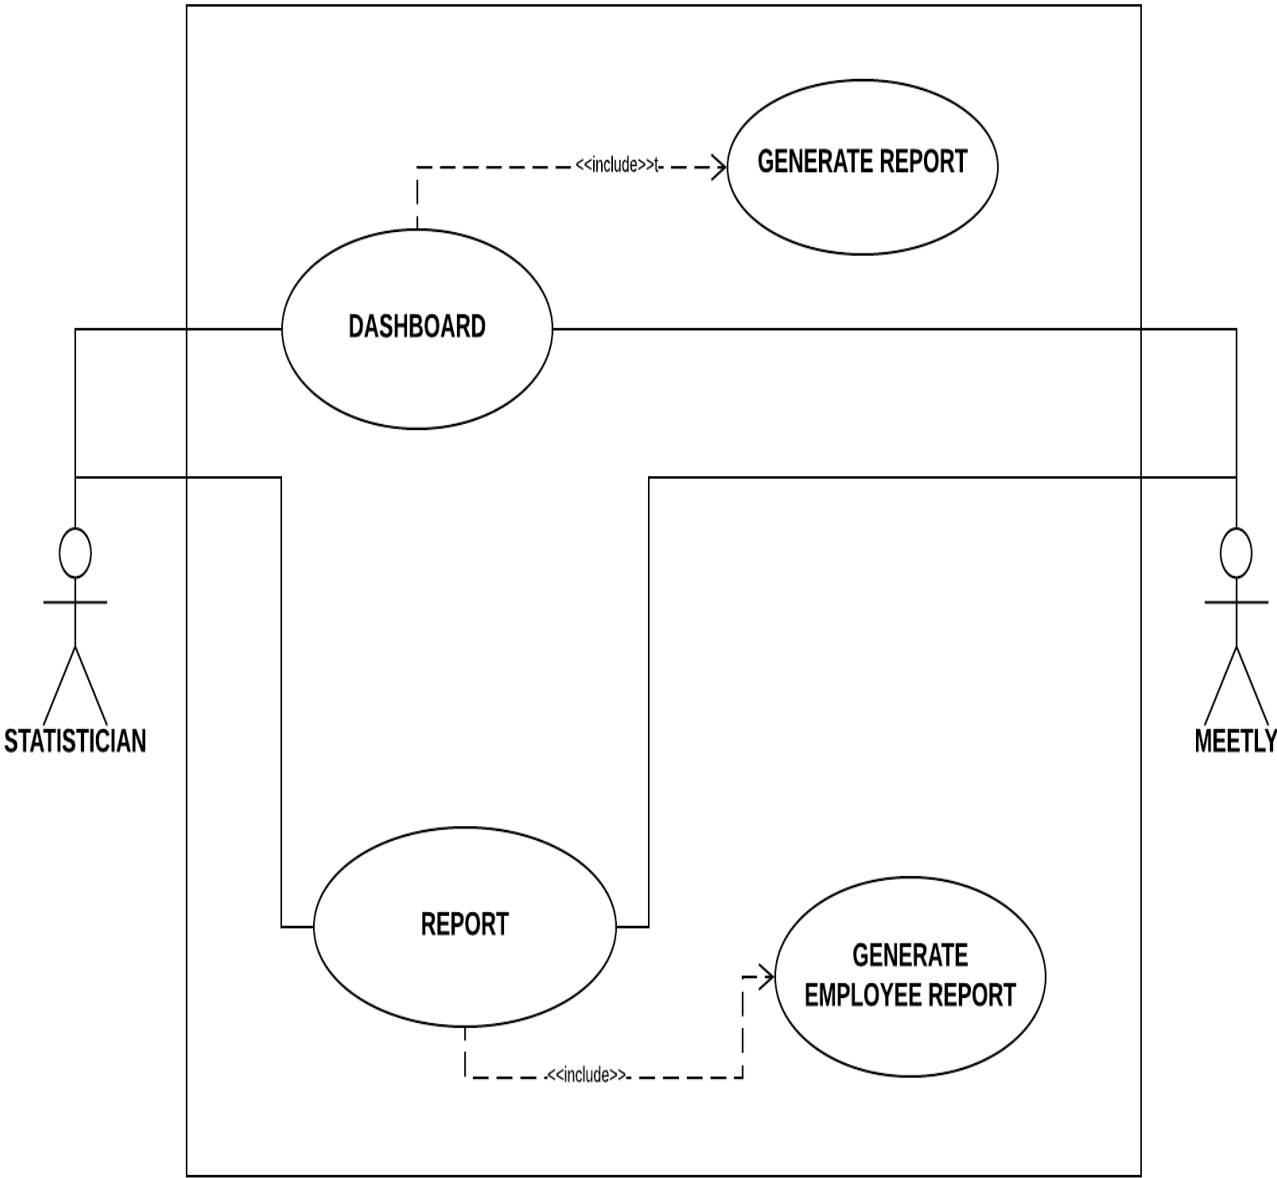 <<include>>t
GENERATE REPORT
DASHBOARD
STATISTICIAN
MEETLY
REPORT
GENERATE
EMPLOYEE REPORT
<<include>>